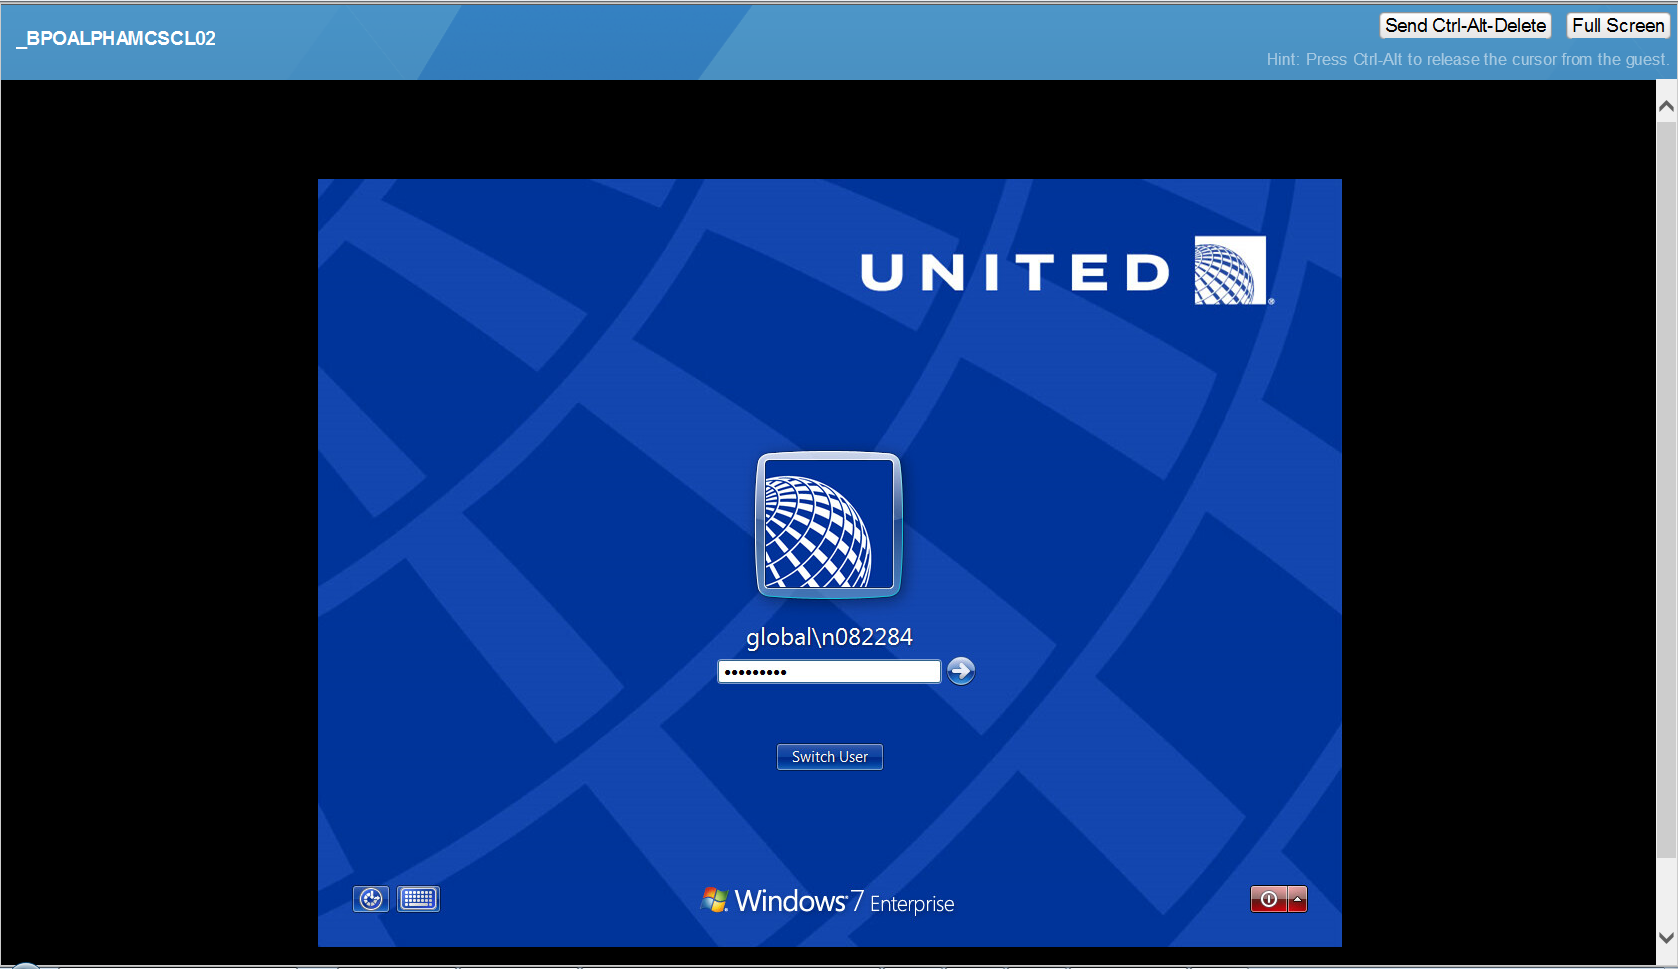 _BPOALPHAMCSCL02
Send Ctrl-Alt-Delete
Full Screen
Hint: Press Ctrl-Alt to release the cursor from the guest.
UNITED
®
global\n082284
•••••••••
Switch User
Windows 7 Enterprise